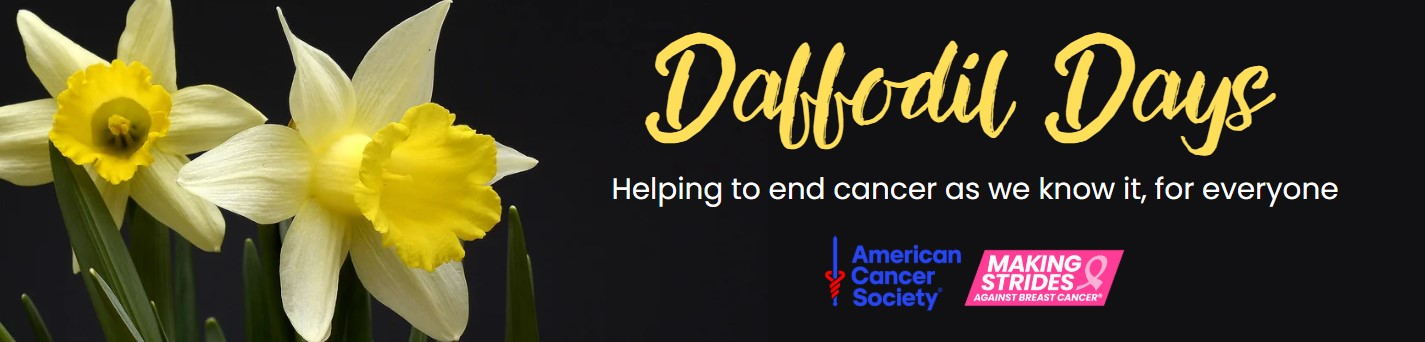 Daffodil Days
Helping to end cancer as we know it, for everyone
American
Cancer
Society®
MAKING
STRIDES
AGAINST BREAST CANCER®